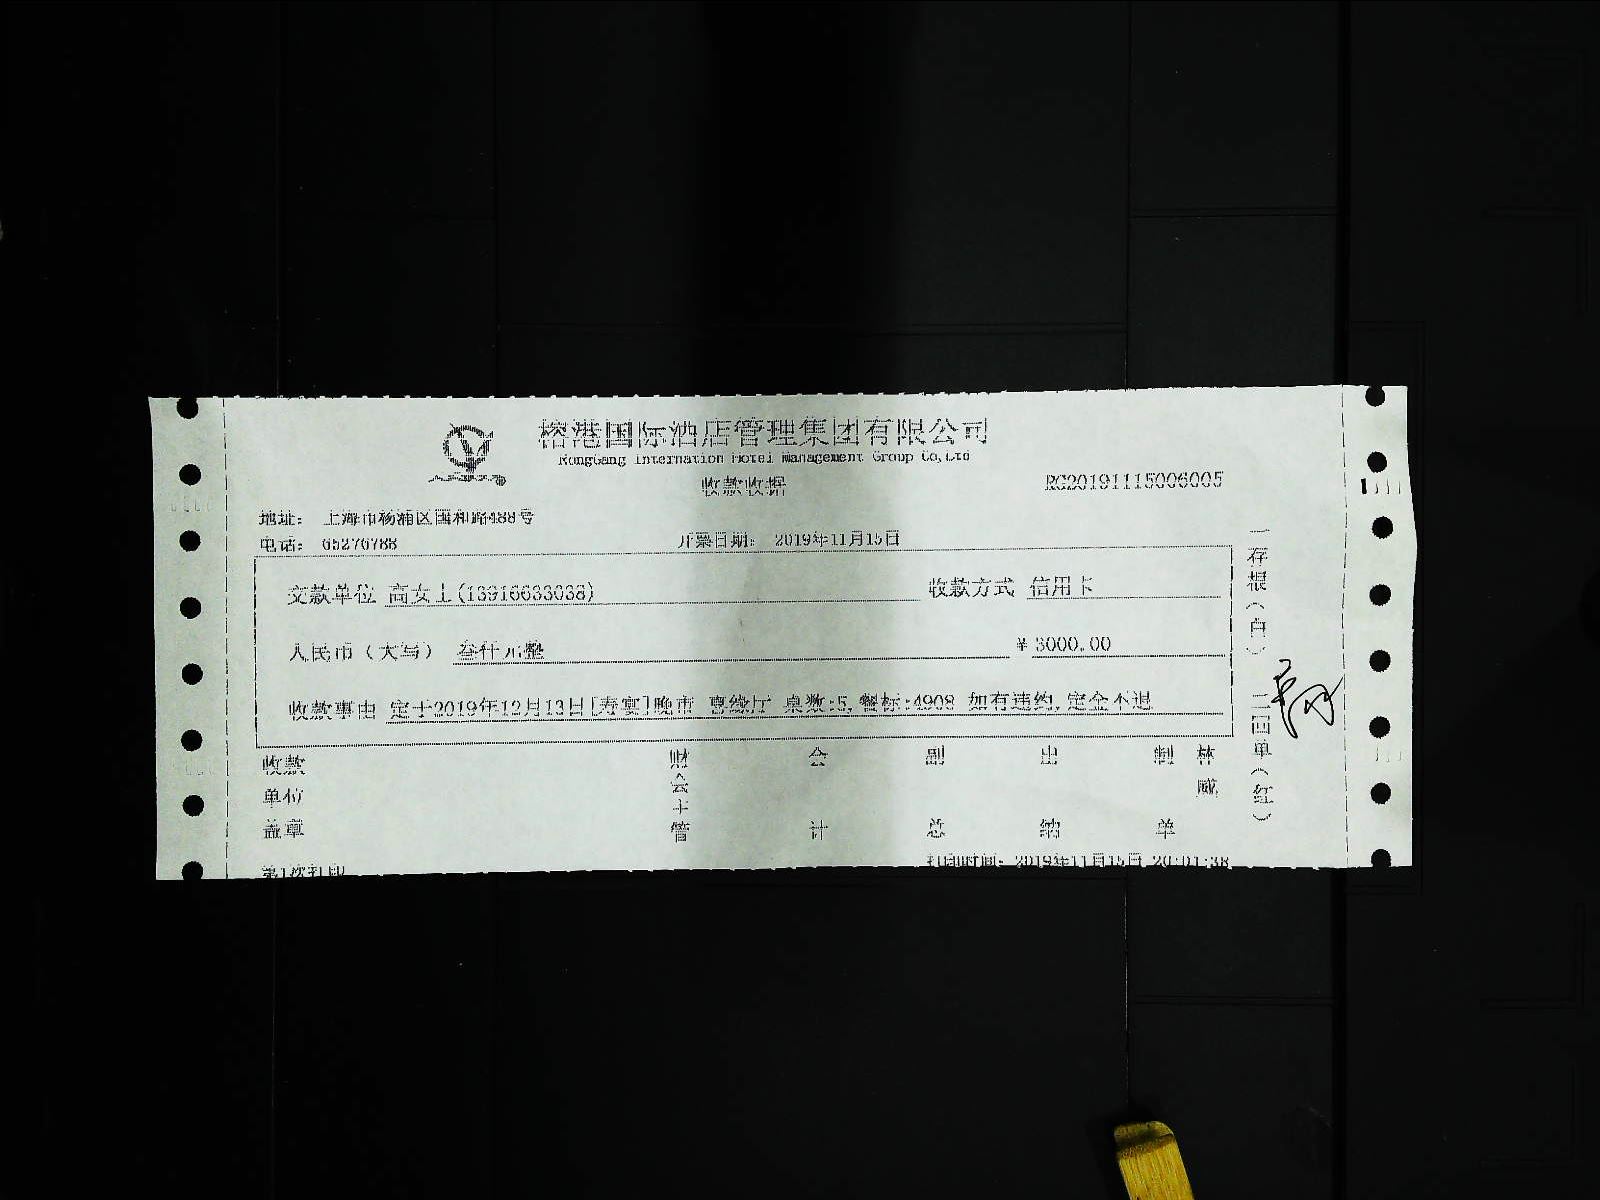 榕港国际酒店管理集团有限公司
RongGang Internation Hotel Management Group Co,Ltd
收款收据
RG20191115006005
地址： 上海市杨浦区国和路488号
电话： 65276788
开票日期： 2019年11月15日
交款单位 高女士(13916633038)
收款方式 信用卡
人民币（大写） 叁仟元整
￥3000.00
收款事由 定于2019年12月13日[寿宴]晚市 喜缘厅 桌数:5,餐标:4908 如有违约,定金不退
收款单位盖章
财会主管
会计
副总
出纳
制单
林威
一存根（白） 二回单（红）
第1次打印
打印时间：2019年11月15日 20:01:38